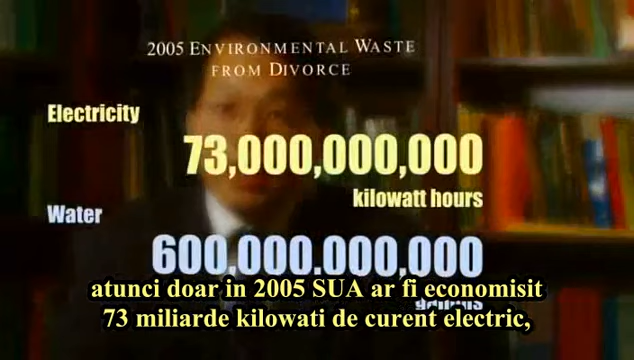 2005 ENVIRONMENTAL WASTE
FROM DIVORCE
Electricity
73,000,000,000
kilowatt hours
Water
600,000.000,000
atunci doar in 2005 SUA ar fi economisit
73 miliarde kilowati de curent electric,